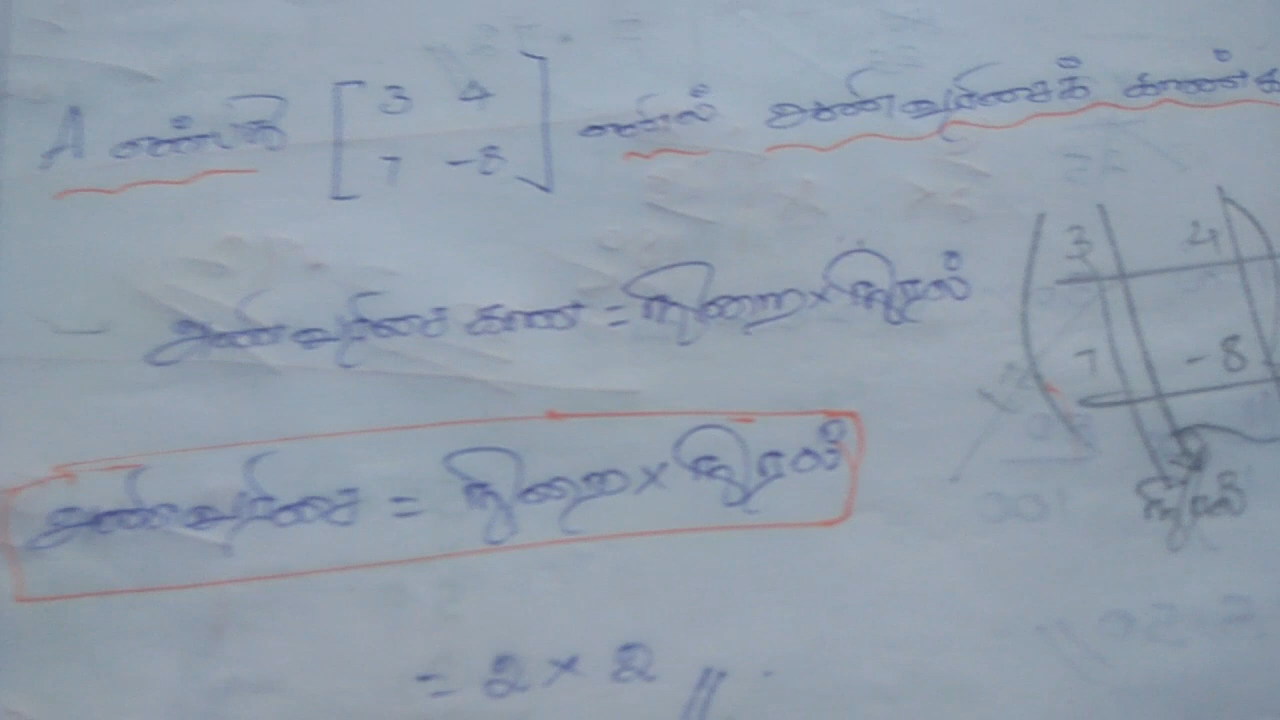 A என்கி [3 4
7 -8] எனில் அணிவரிசைக் காண்க
அணிவரிசை காண = நிறை × நிரல்
3 4
7 -8
நிரல்
அணிவரிசை = நிறை × நிரல்
= 2 × 2 //